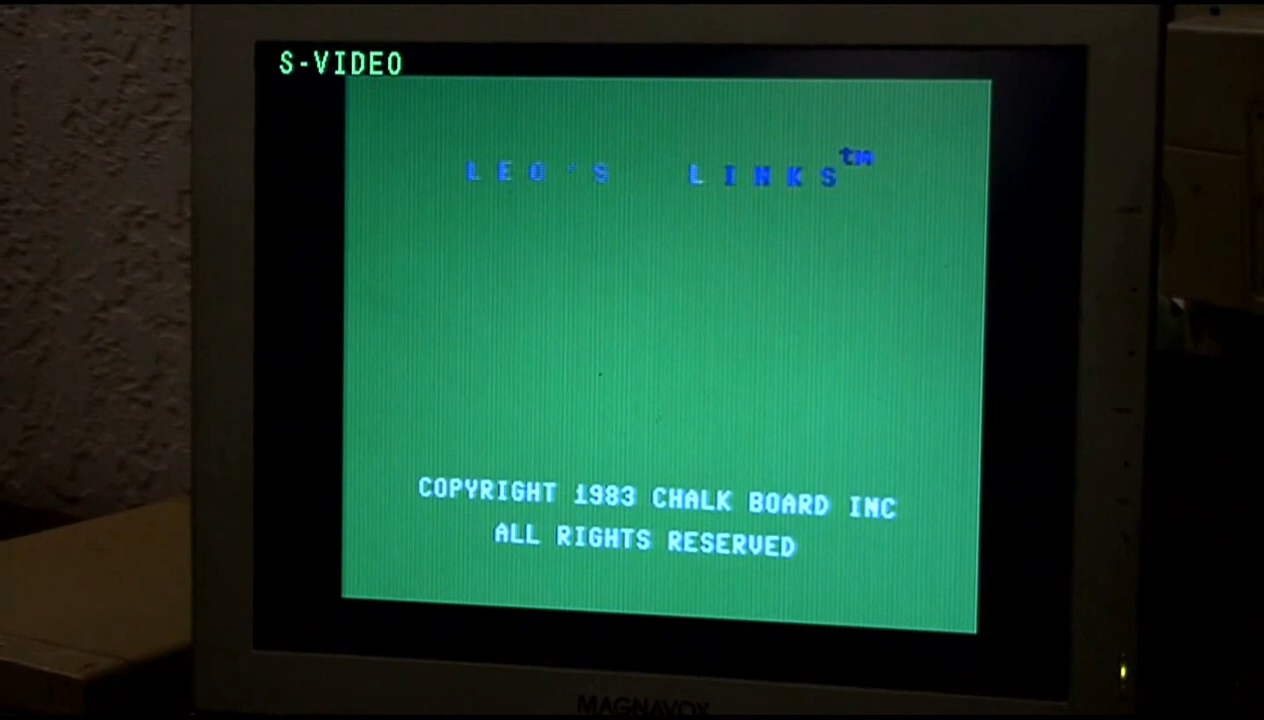 S-VIDEO
LEO'S LINKS™
COPYRIGHT 1983 CHALK BOARD INC
ALL RIGHTS RESERVED
MAGNAVOX